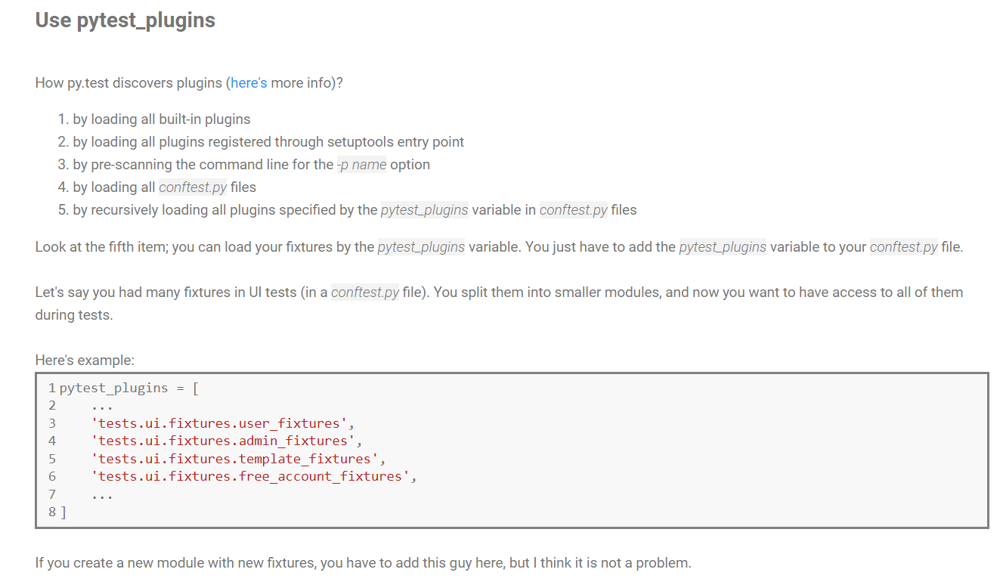 Use pytest_plugins
How py.test discovers plugins (here's more info)?
1. by loading all built-in plugins
2. by loading all plugins registered through setuptools entry point
3. by pre-scanning the command line for the -p name option
4. by loading all conftest.py files
5. by recursively loading all plugins specified by the pytest_plugins variable in conftest.py files
Look at the fifth item; you can load your fixtures by the pytest_plugins variable. You just have to add the pytest_plugins variable to your conftest.py file.
Let's say you had many fixtures in UI tests (in a conftest.py file). You split them into smaller modules, and now you want to have access to all of them
during tests.
Here's example:
1 pytest_plugins = [
2     ...
3     'tests.ui.fixtures.user_fixtures',
4     'tests.ui.fixtures.admin_fixtures',
5     'tests.ui.fixtures.template_fixtures',
6     'tests.ui.fixtures.free_account_fixtures',
7     ...
8 ]
If you create a new module with new fixtures, you have to add this guy here, but I think it is not a problem.